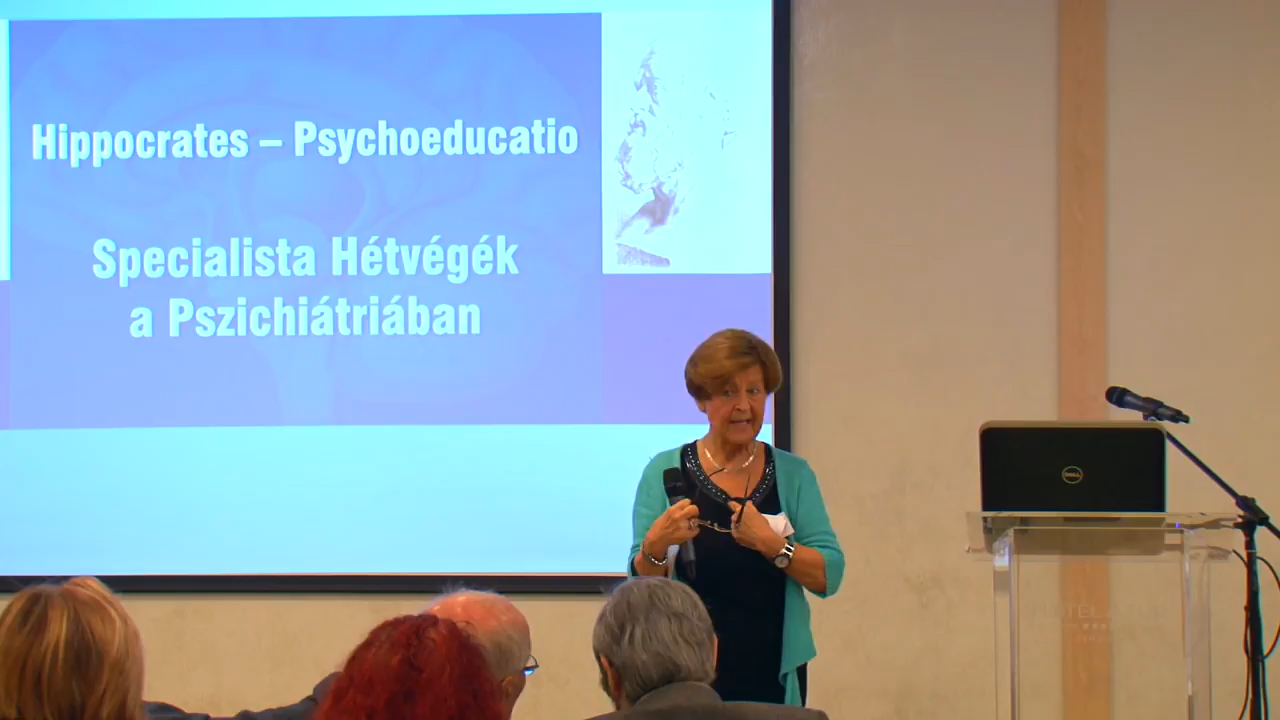 Hippocrates – Psychoeducatio
Specialista Hétvégék
a Pszichiátriában
DELL